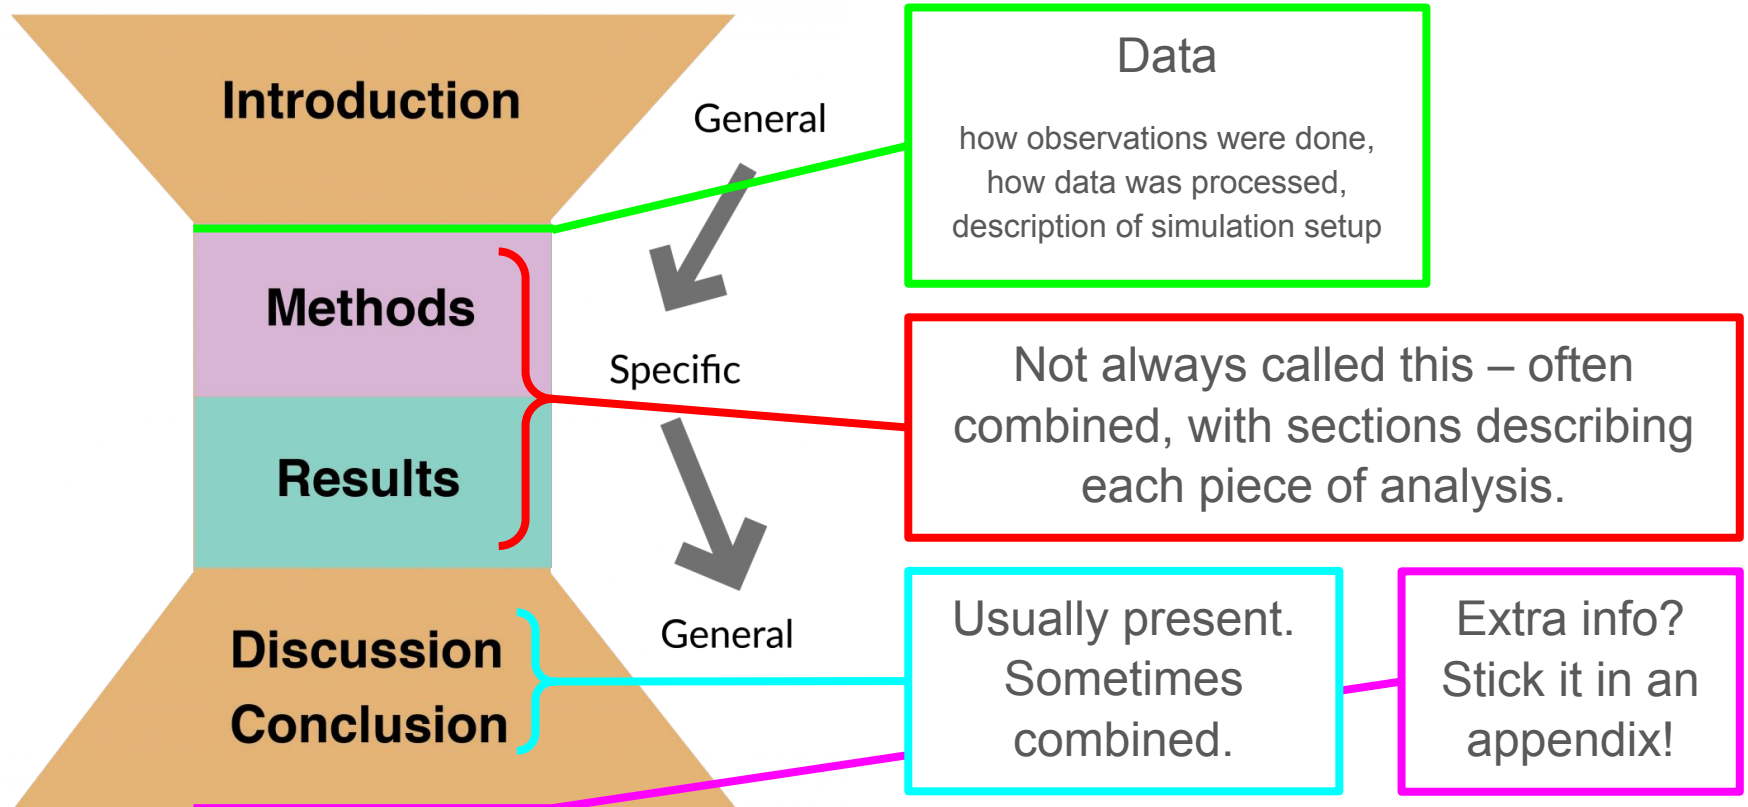 Introduction
General
Data
how observations were done,
how data was processed,
description of simulation setup
Methods
Specific
Results
Not always called this – often
combined, with sections describing
each piece of analysis.
General
Discussion
Conclusion
Usually present.
Sometimes
combined.
Extra info?
Stick it in an
appendix!